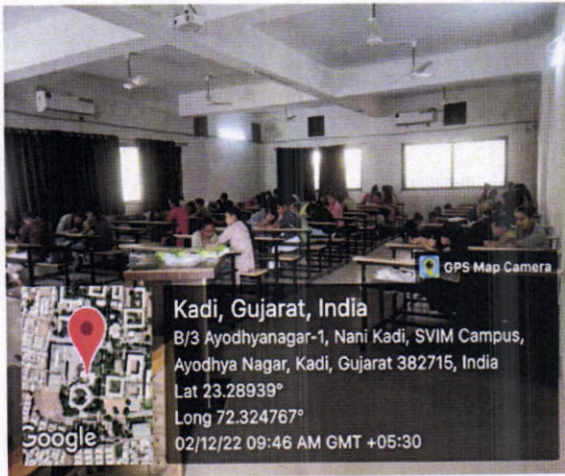 GPS Map Camera
Kadi, Gujarat, India
B/3 Ayodhyanagar-1, Nani Kadi, SVIM Campus,
Ayodhya Nagar, Kadi, Gujarat 382715, India
Lat 23.28939°
Long 72.324767°
02/12/22 09:46 AM GMT +05:30
Google